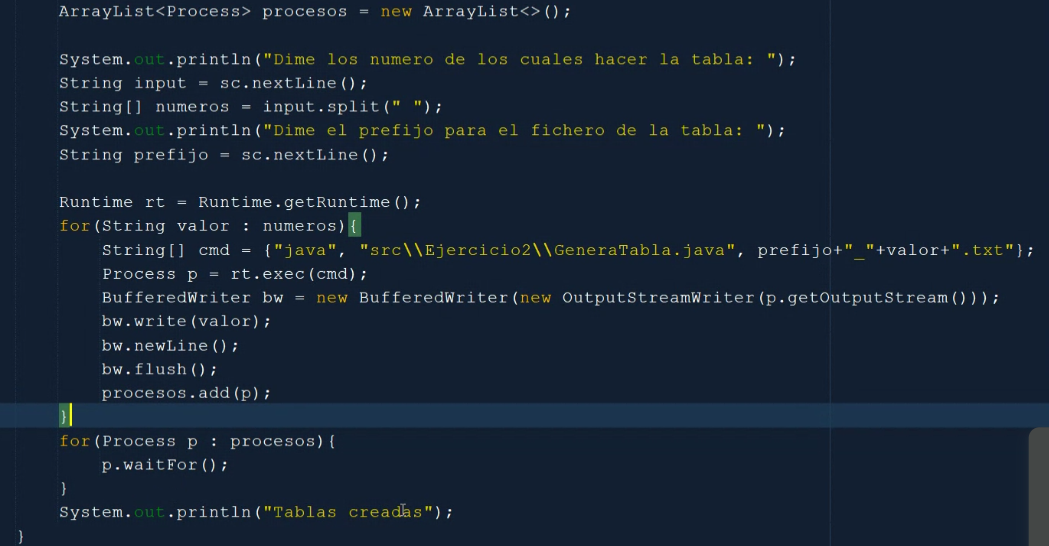 ArrayList<Process> procesos = new ArrayList<>();
System.out.println("Dime los numero de los cuales hacer la tabla: ");
String input = sc.nextLine();
String[] numeros = input.split(" ");
System.out.println("Dime el prefijo para el fichero de la tabla: ");
String prefijo = sc.nextLine();
Runtime rt = Runtime.getRuntime();
for(String valor : numeros){
String[] cmd = {"java", "src\\Ejercicio2\\GeneraTabla.java", prefijo+"_"+valor+".txt"};
Process p = rt.exec(cmd);
BufferedWriter bw = new BufferedWriter(new OutputStreamWriter(p.getOutputStream()));
bw.write(valor);
bw.newLine();
bw.flush();
procesos.add(p);
}
for(Process p : procesos){
p.waitFor();
}
System.out.println("Tablas creadas");
}